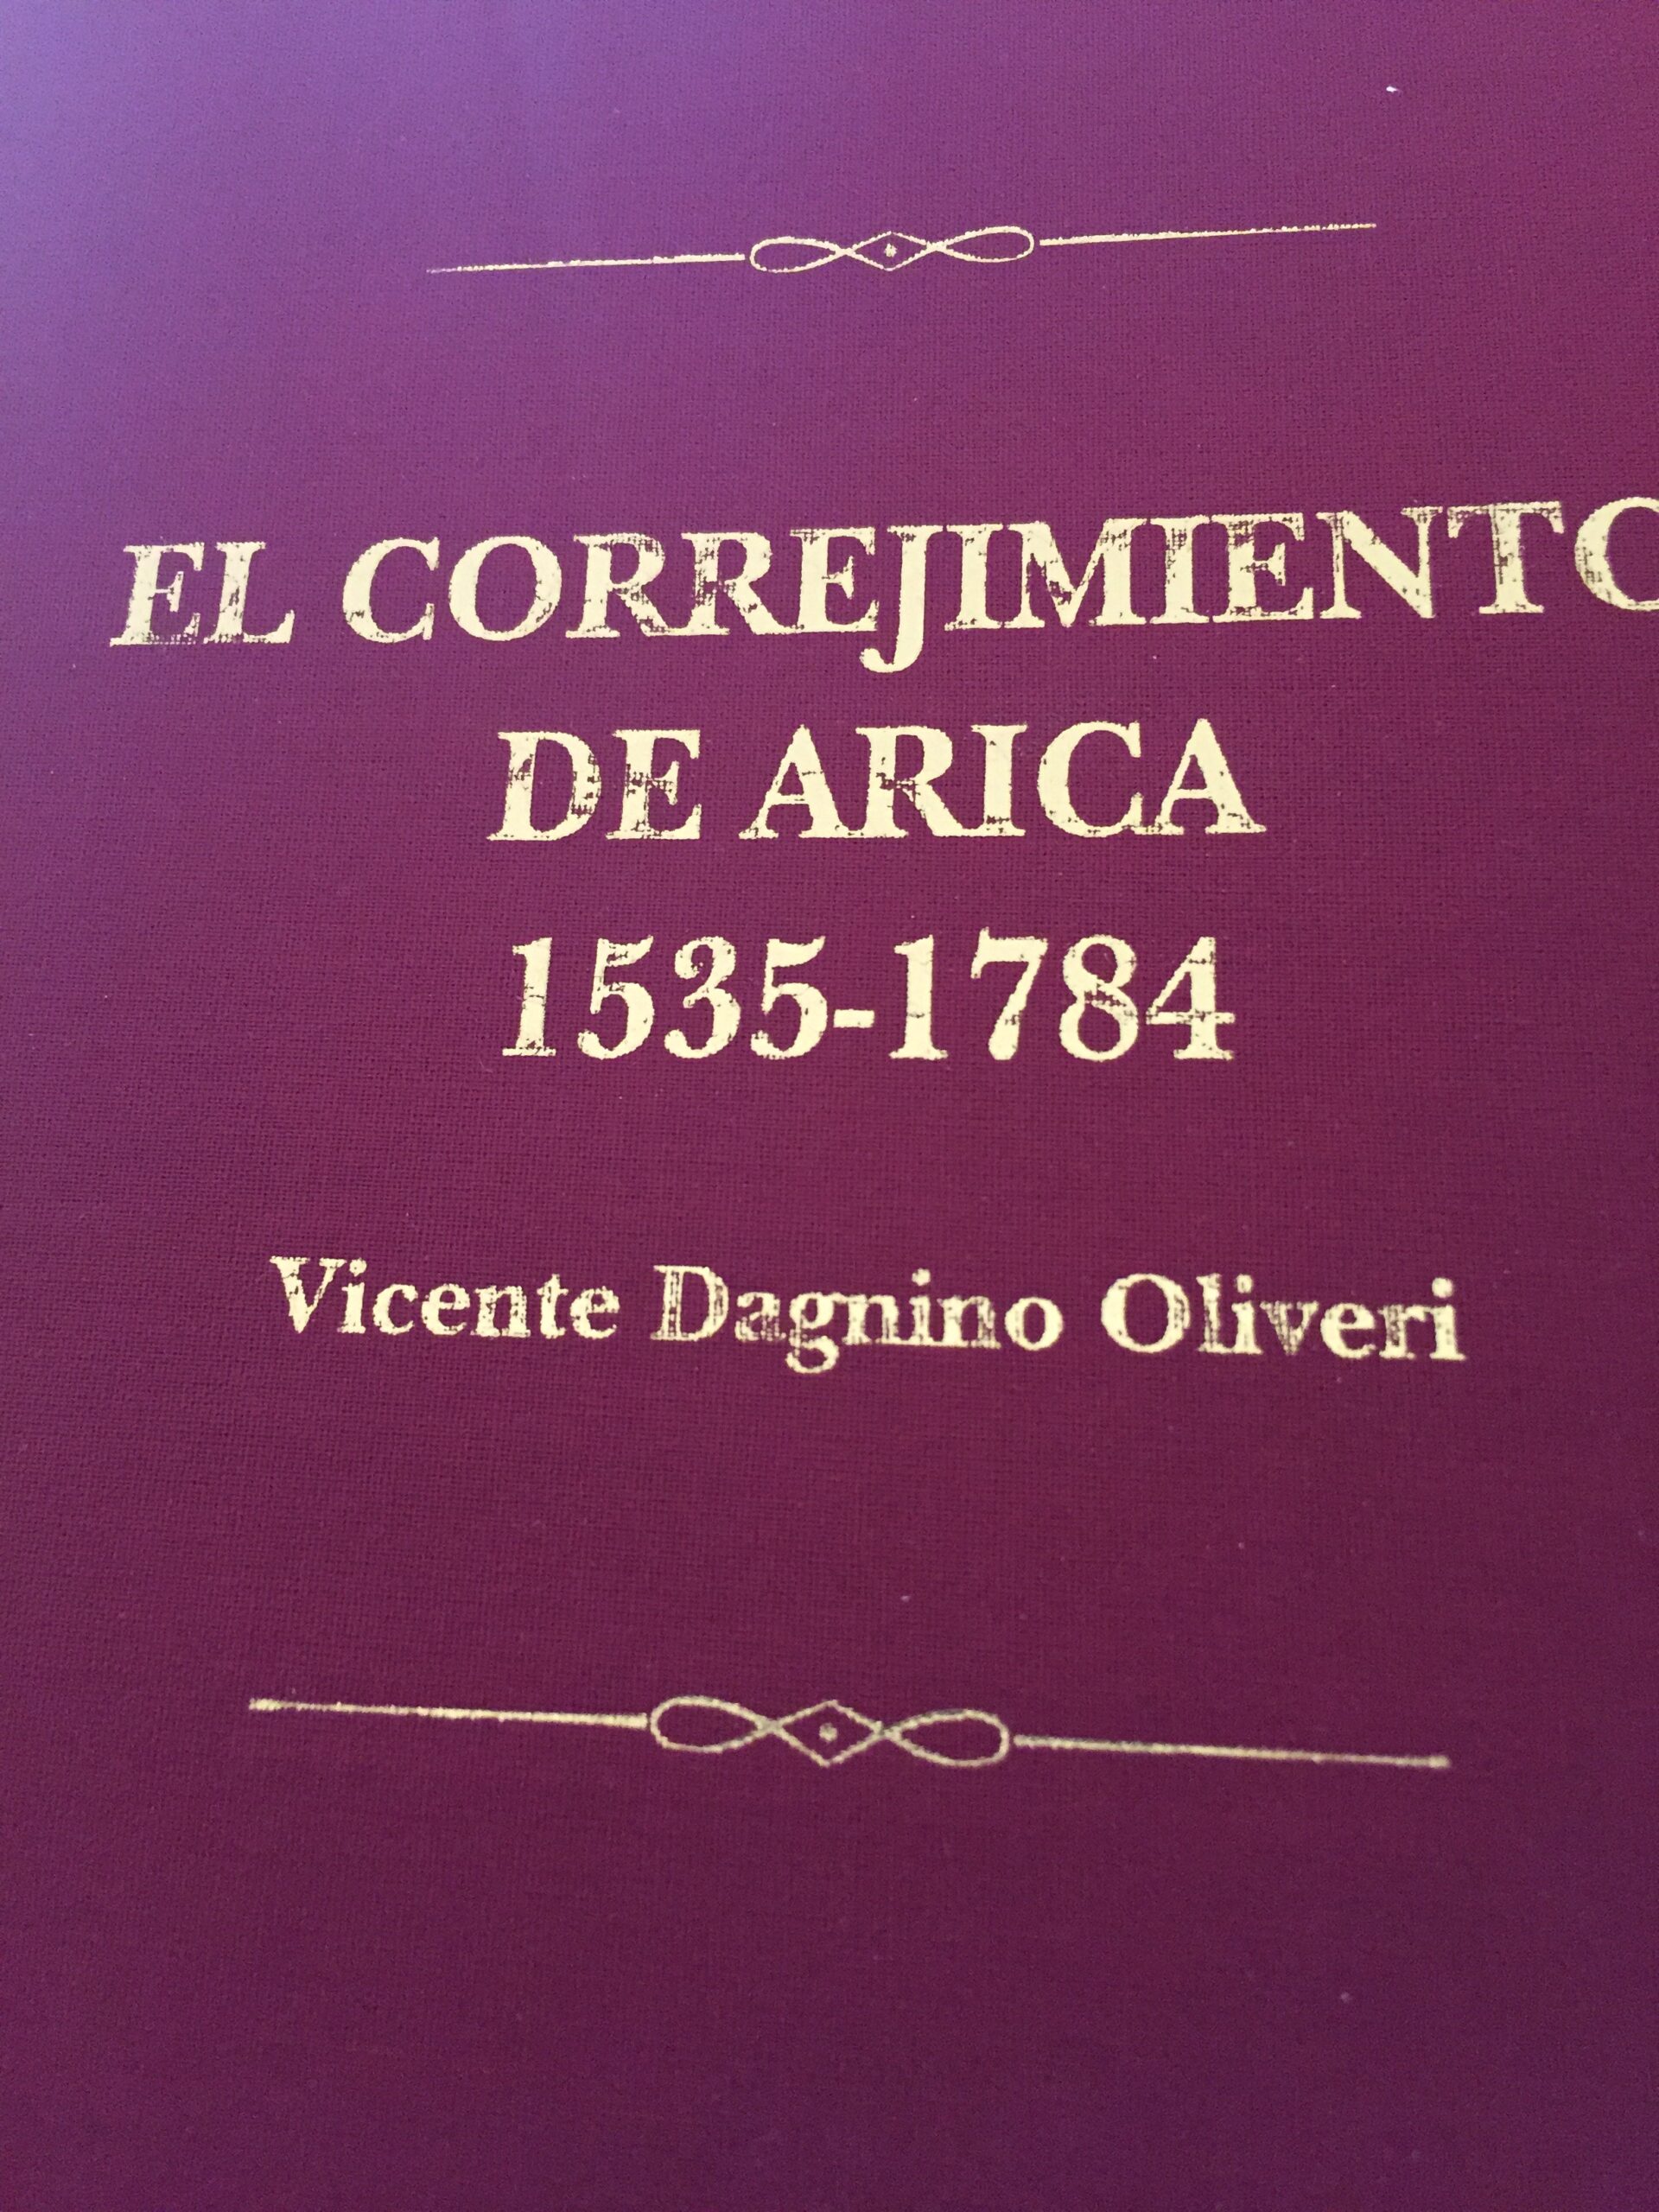 EL CORREJIMIENTO
DE ARICA
1535-1784
Vicente Dagnino Oliveri